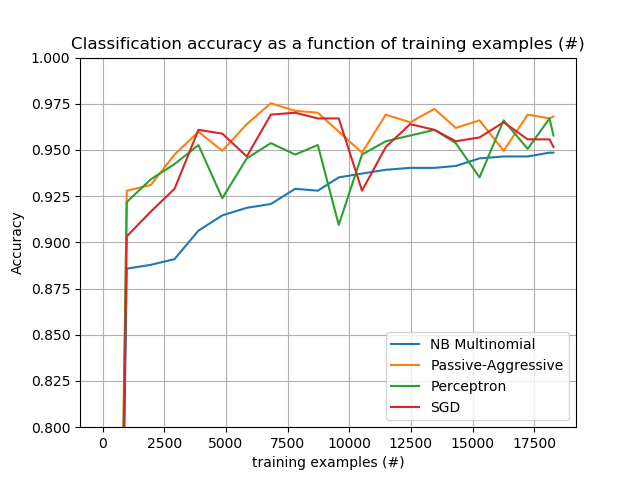 Classification accuracy as a function of training examples (#)
1.000
0.975
0.950
0.925
0.900
0.875
0.850
0.825
0.800
Accuracy
NB Multinomial
Passive-Aggressive
Perceptron
SGD
0 2500 5000 7500 10000 12500 15000 17500
training examples (#)